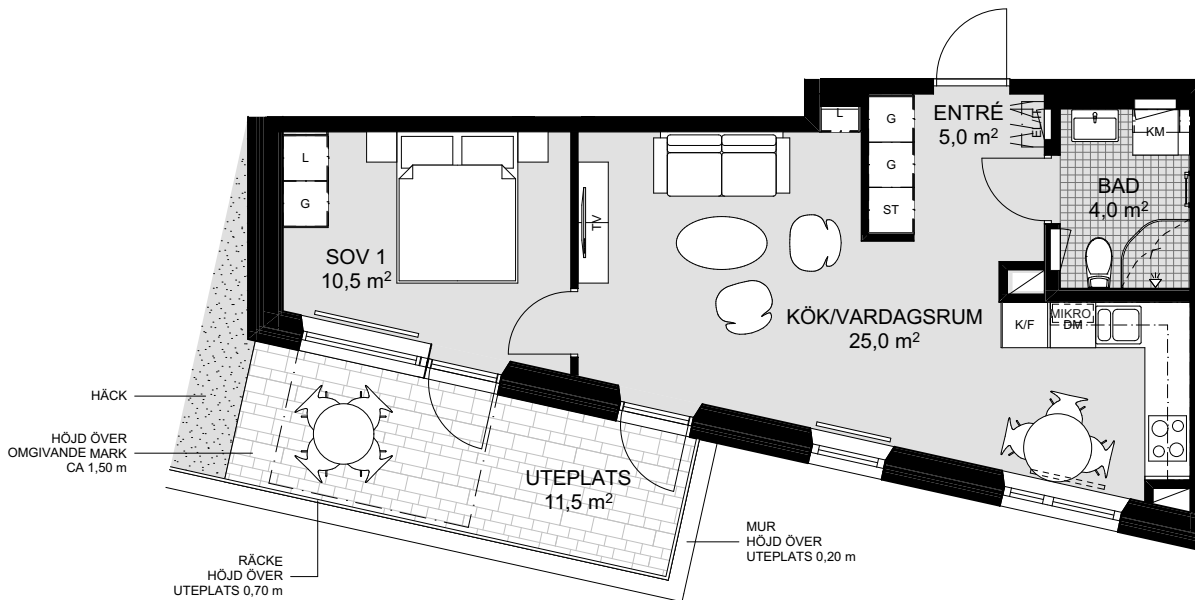 L
G
ENTRÉ
5,0 m²
KM
L
G
G
BAD
4,0 m²
ST
TV
SOV 1
10,5 m²
KÖK/VARDAGSRUM
25,0 m²
K/F
MIKRO
DM
HÄCK
HÖJD ÖVER
OMGIVANDE MARK
CA 1,50 m
UTEPLATS
11,5 m²
MUR
HÖJD ÖVER
UTEPLATS 0,20 m
RÄCKE
HÖJD ÖVER
UTEPLATS 0,70 m